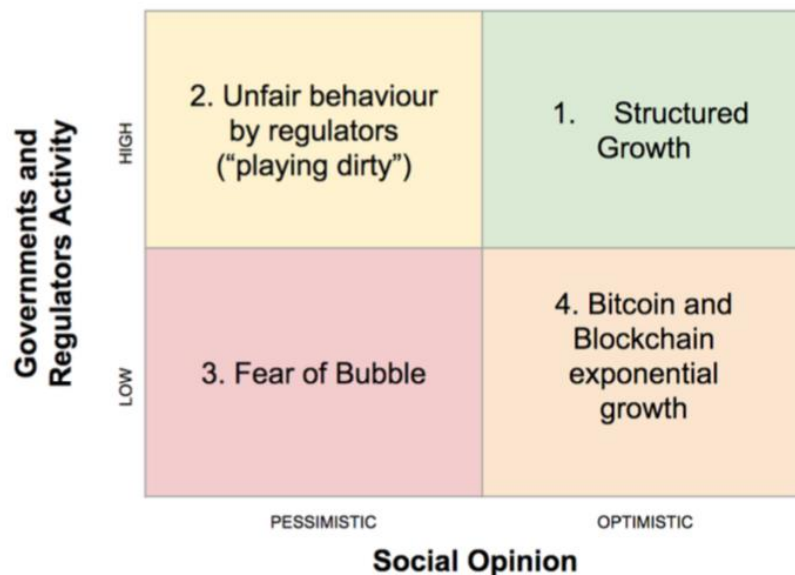 Governments and
Regulators Activity
HIGH
LOW
2. Unfair behaviour
by regulators
(“playing dirty”)
1. Structured
Growth
3. Fear of Bubble
4. Bitcoin and
Blockchain
exponential
growth
PESSIMISTIC
OPTIMISTIC
Social Opinion